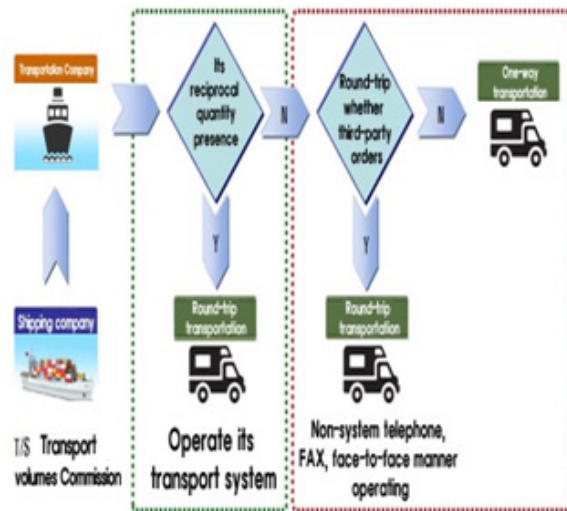 Transportation Company
Its
reciprocal
quantity
presence
N
Round-trip
whether
third-party
orders
N
One-way
transportation
Y
Y
Shipping company
Round-trip
transportation
Round-trip
transportation
T/S Transport
volumes Commission
Operate its
transport system
Non-system telephone,
FAX, face-to-face manner
operating